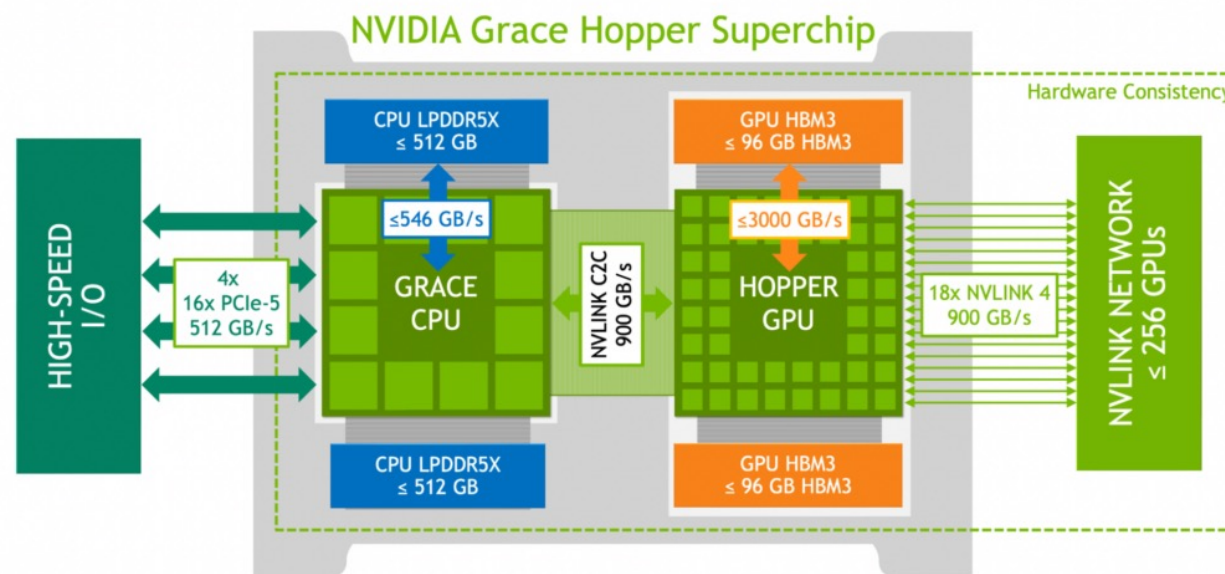 NVIDIA Grace Hopper Superchip
Hardware Consistency
HIGH-SPEED
I/O
4x
16x PCIe-5
512 GB/s
CPU LPDDR5X
≤ 512 GB
≤546 GB/s
GRACE
CPU
CPU LPDDR5X
≤ 512 GB
NVLINK C2C
900 GB/s
GPU HBM3
≤ 96 GB HBM3
≤3000 GB/s
HOPPER
GPU
GPU HBM3
≤ 96 GB HBM3
18x NVLINK 4
900 GB/s
NVLINK NETWORK
≤ 256 GPUs